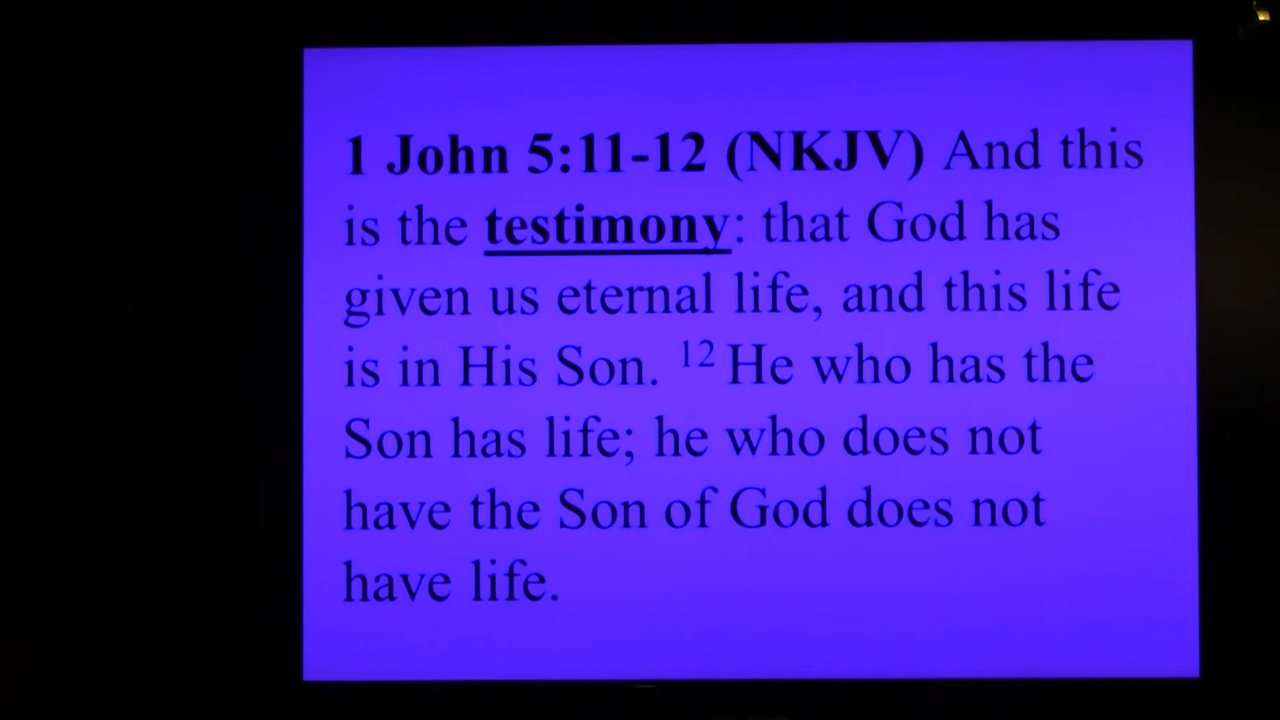 1 John 5:11-12 (NKJV) And this
is the testimony: that God has
given us eternal life, and this life
is in His Son. 12 He who has the
Son has life; he who does not
have the Son of God does not
have life.